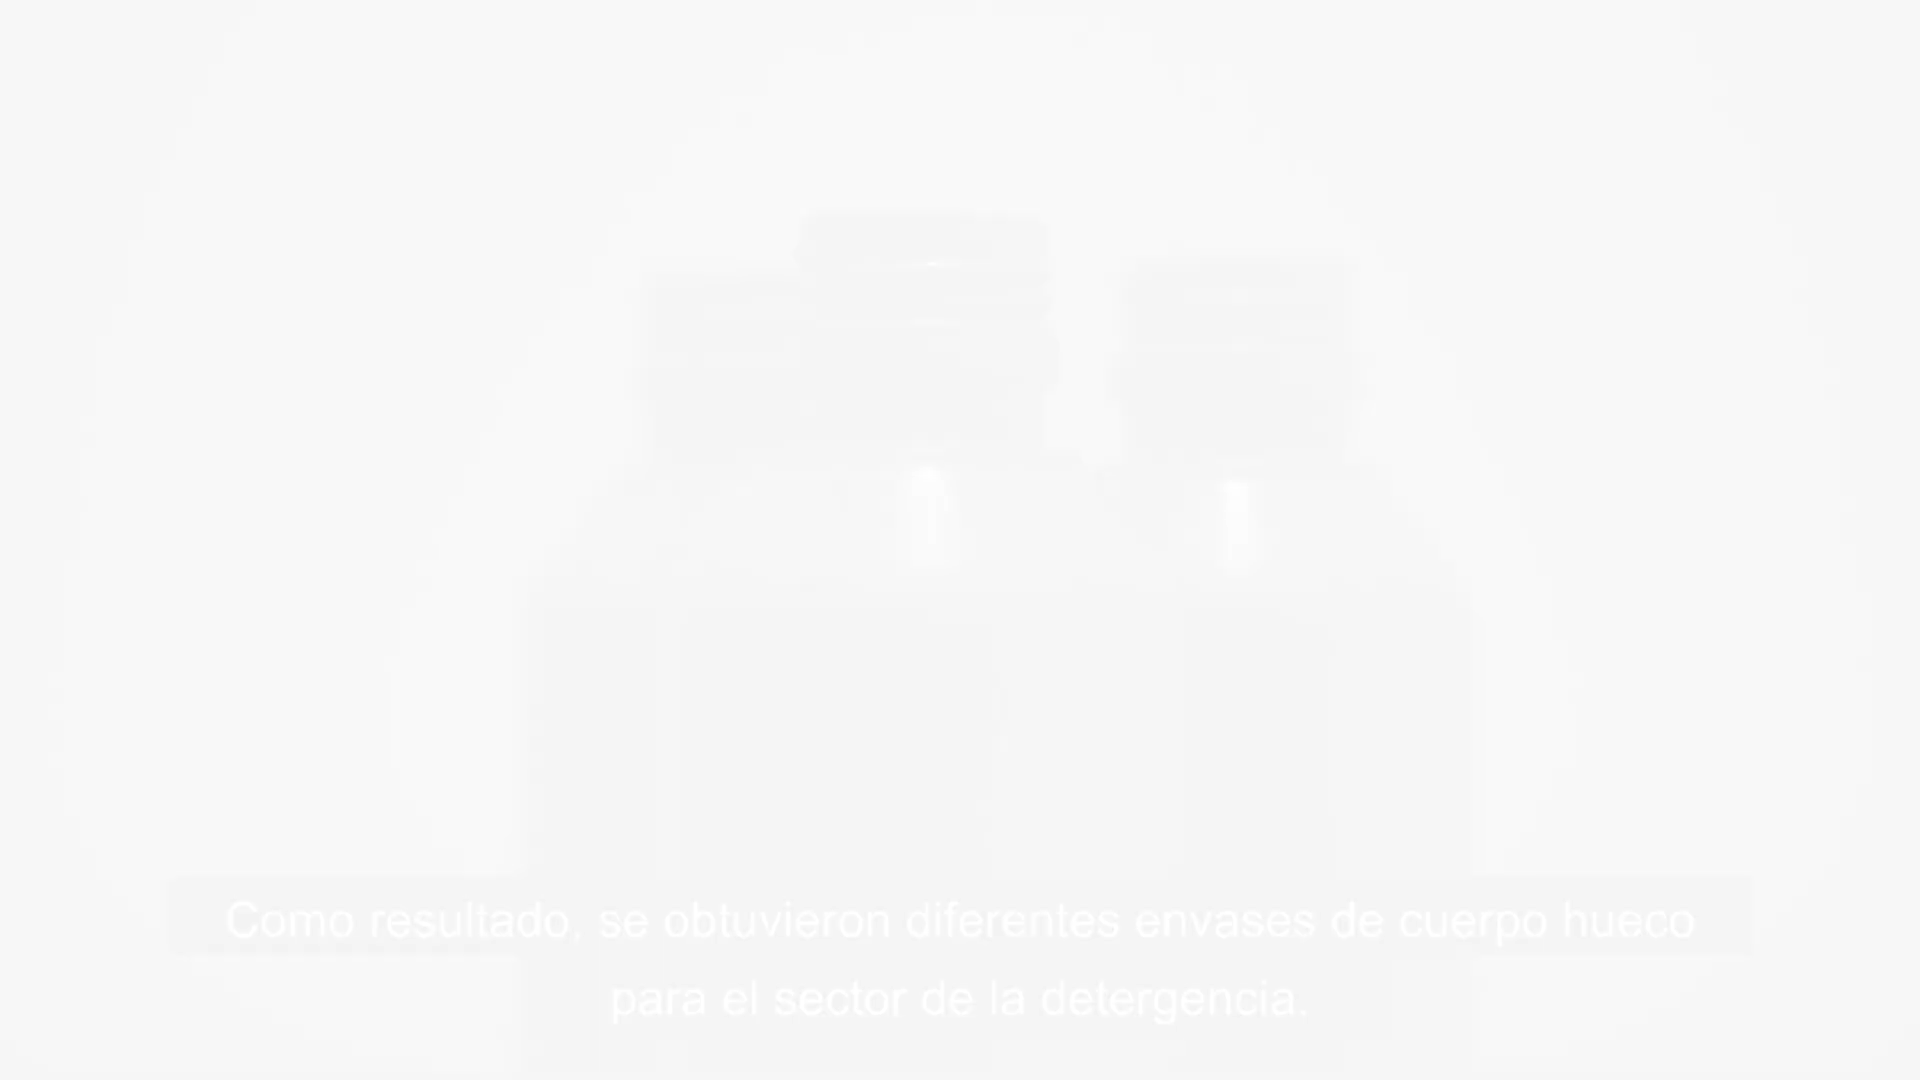 Como resultado, se obtuvieron diferentes envases de cuerpo hueco
para el sector de la detergencia.